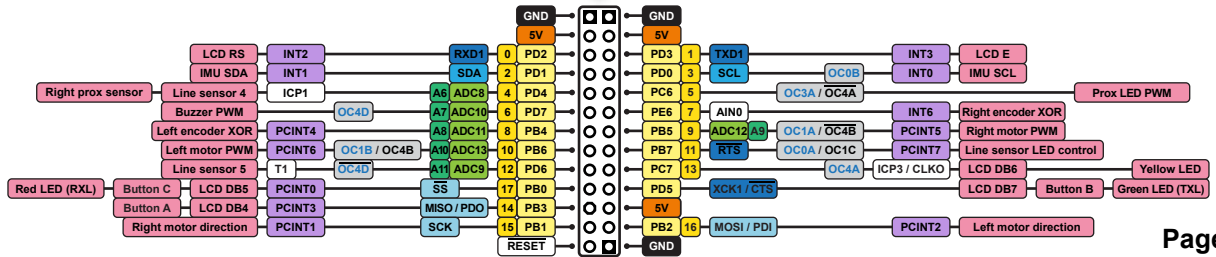 GND GND
5V 5V
LCD RS INT2 RXD1 0 PD2 PD3 1 TXD1 INT3 LCD E
IMU SDA INT1 SDA 2 PD1 PD0 3 SCL OC0B INT0 IMU SCL
Right prox sensor Line sensor 4 ICP1 A6 ADC8 4 PD4 PC6 5 OC3A / OC4A Prox LED PWM
Buzzer PWM OC4D A7 ADC10 6 PD7 PE6 7 AIN0 INT6 Right encoder XOR
Left encoder XOR PCINT4 A8 ADC11 8 PB4 PB5 9 ADC12 A9 OC1A / OC4B PCINT5 Right motor PWM
Left motor PWM PCINT6 OC1B / OC4B A10 ADC13 10 PB6 PB7 11 RTS OC0A / OC1C PCINT7 Line sensor LED control
Line sensor 5 T1 OC4D A11 ADC9 12 PD6 PC7 13 OC4A ICP3 / CLKO LCD DB6 Yellow LED
Red LED (RXL) Button C LCD DB5 PCINT0 SS 17 PB0 PD5 XCK1 / CTS LCD DB7 Button B Green LED (TXL)
Button A LCD DB4 PCINT3 MISO / PDO 14 PB3 5V
Right motor direction PCINT1 SCK 15 PB1 PB2 16 MOSI / PDI PCINT2 Left motor direction
RESET GND
Page